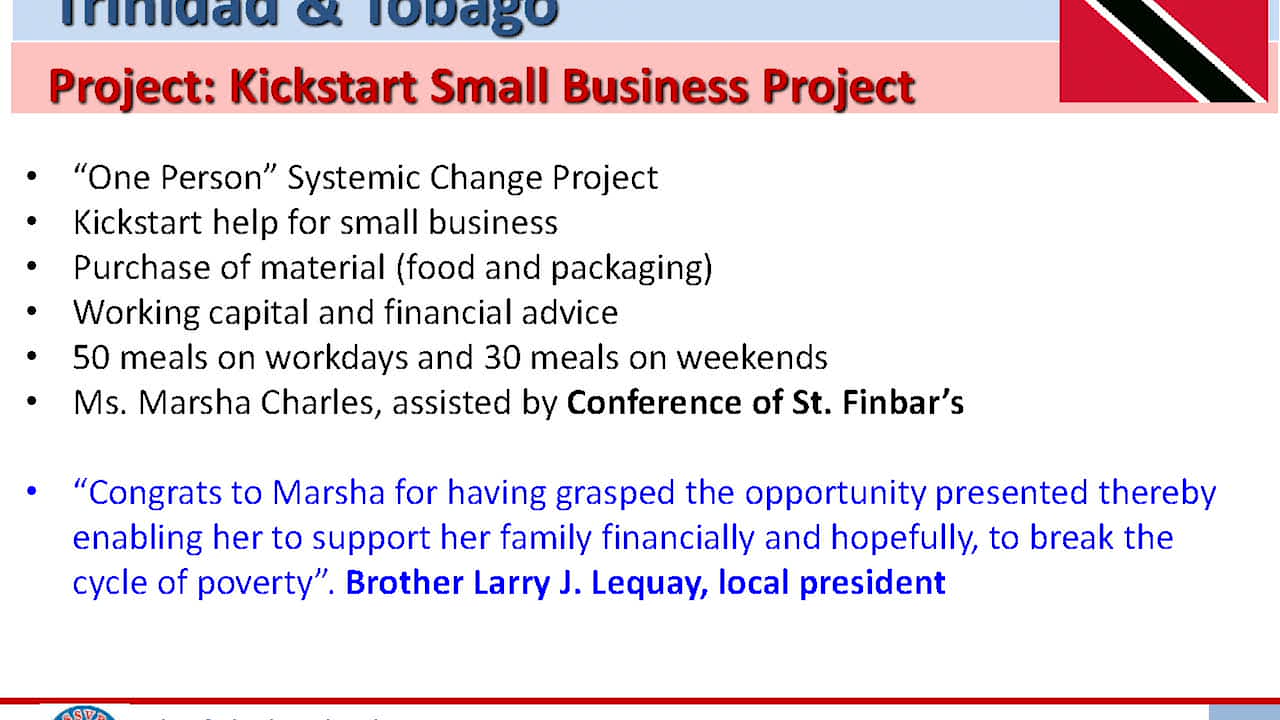 Trinidad & Tobago
Project: Kickstart Small Business Project
• “One Person” Systemic Change Project
• Kickstart help for small business
• Purchase of material (food and packaging)
• Working capital and financial advice
• 50 meals on workdays and 30 meals on weekends
• Ms. Marsha Charles, assisted by Conference of St. Finbar’s
• “Congrats to Marsha for having grasped the opportunity presented thereby
enabling her to support her family financially and hopefully, to break the
cycle of poverty”. Brother Larry J. Lequay, local president